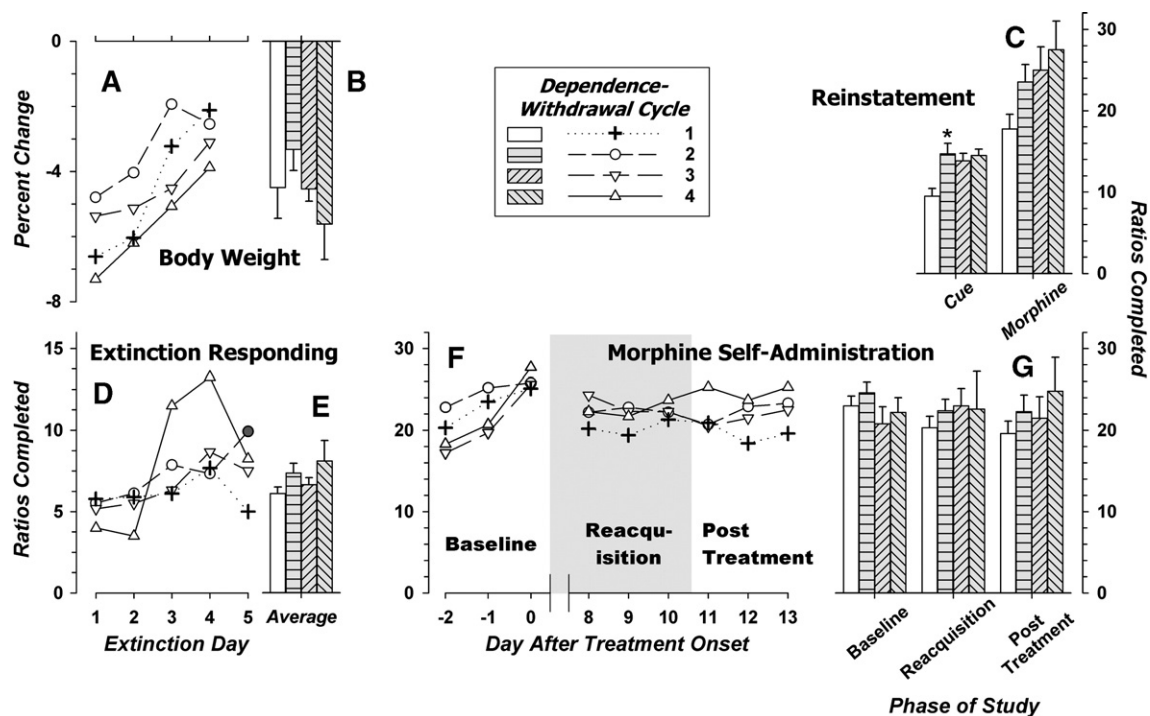 A
B
C
Percent Change
0
-4
-8
Body Weight
Dependence-
Withdrawal Cycle
1
2
3
4
Reinstatement
*
Cue
Morphine
30
20
10
0
Ratios Completed
Extinction Responding
D
E
Ratios Completed
15
10
5
0
1 2 3 4 5
Average
Extinction Day
F
Morphine Self-Administration
30
20
10
0
Baseline
Reacqu-
isition
Post
Treatment
-2 -1 0 8 9 10 11 12 13
Day After Treatment Onset
G
30
20
10
0
Baseline
Reacquisition
Post
Treatment
Phase of Study